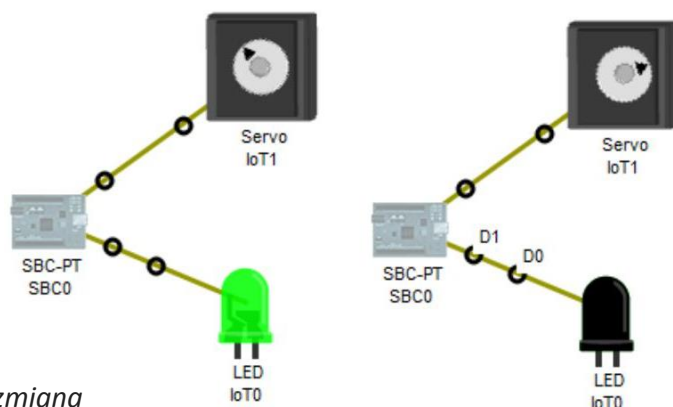 Servo
IoT1
SBC-PT
SBC0
LED
IoT0
Servo
IoT1
D1
D0
SBC-PT
SBC0
LED
IoT0
zmiana